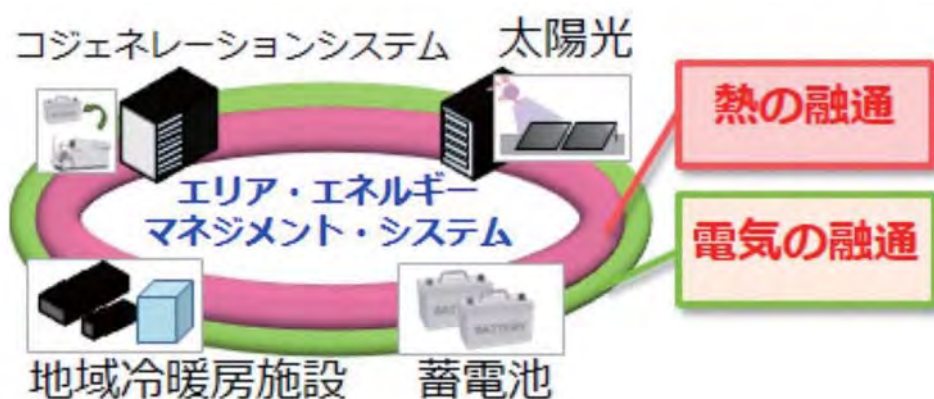 コジェネレーションシステム
太陽光
熱の融通
エリア・エネルギー
マネジメント・システム
電気の融通
BATTERY
地域冷暖房施設
蓄電池